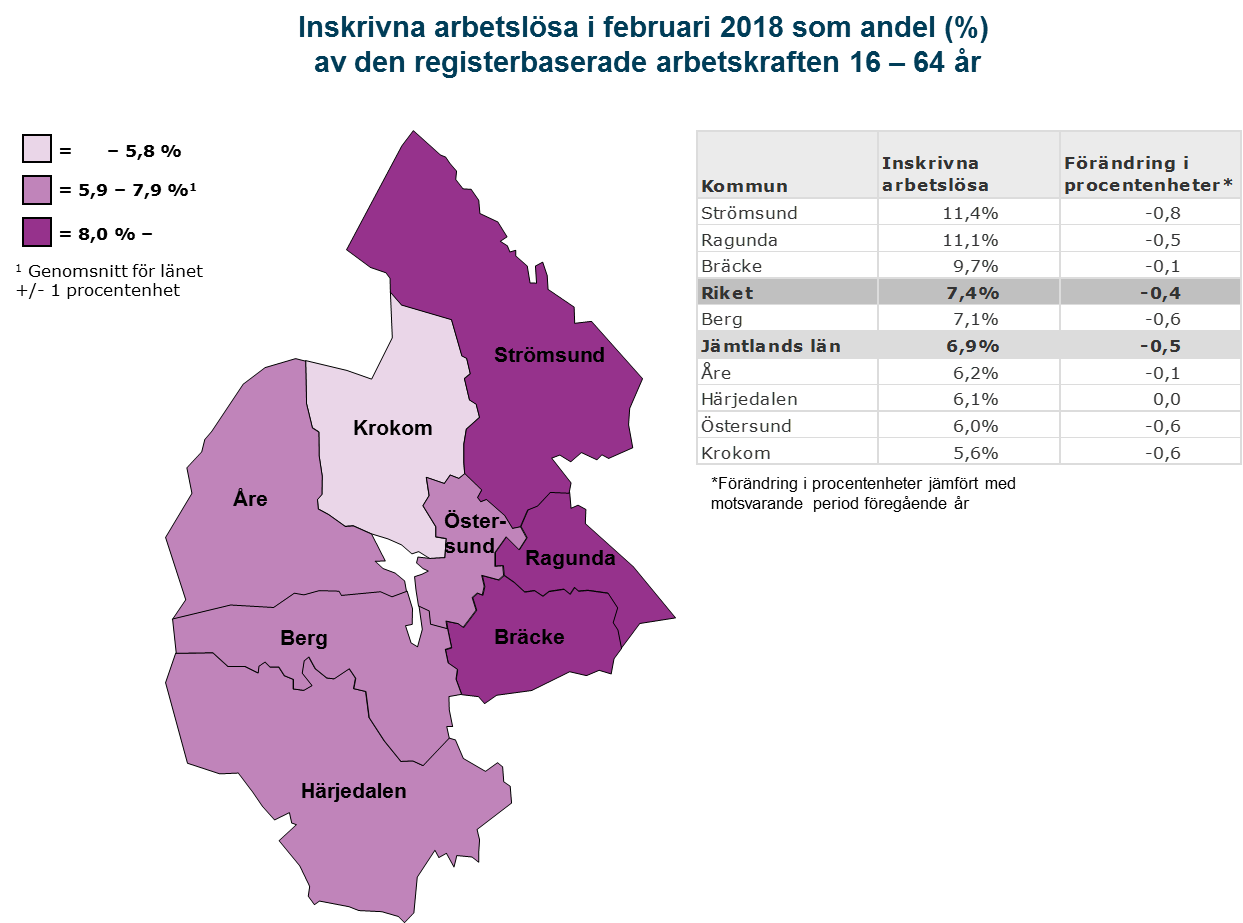 Inskrivna arbetslösa i februari 2018 som andel (%)
av den registerbaserade arbetskraften 16 – 64 år
= – 5,8 %
= 5,9 – 7,9 %¹
= 8,0 % –
¹ Genomsnitt för länet
+/- 1 procentenhet
Strömsund
Krokom
Åre
Öster-
sund
Ragunda
Berg
Bräcke
Härjedalen
Inskrivna Förändring i
Kommun arbetslösa procentenheter*
Strömsund 11,4% -0,8
Ragunda 11,1% -0,5
Bräcke 9,7% -0,1
Riket 7,4% -0,4
Berg 7,1% -0,6
Jämtlands län 6,9% -0,5
Åre 6,2% -0,1
Härjedalen 6,1% 0,0
Östersund 6,0% -0,6
Krokom 5,6% -0,6
*Förändring i procentenheter jämfört med
motsvarande period föregående år